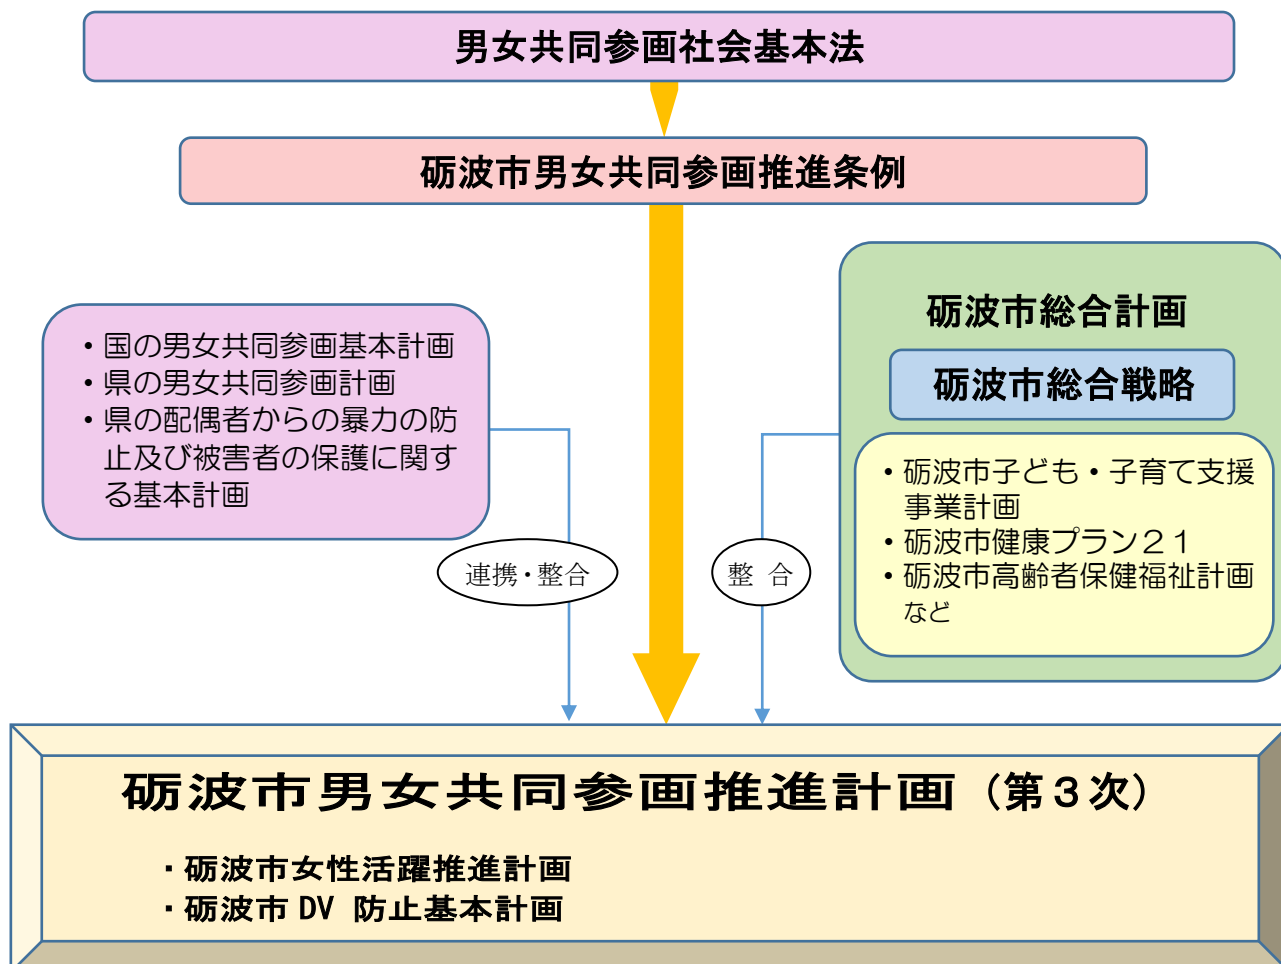 男女共同参画社会基本法
砺波市男女共同参画推進条例
・国の男女共同参画基本計画
・県の男女共同参画計画
・県の配偶者からの暴力の防
止及び被害者の保護に関す
る基本計画
砺波市総合計画
砺波市総合戦略
・砺波市子ども・子育て支援
事業計画
・砺波市健康プラン２１
・砺波市高齢者保健福祉計画
など
連携・整合
整 合
砺波市男女共同参画推進計画（第３次）
・砺波市女性活躍推進計画
・砺波市 DV 防止基本計画